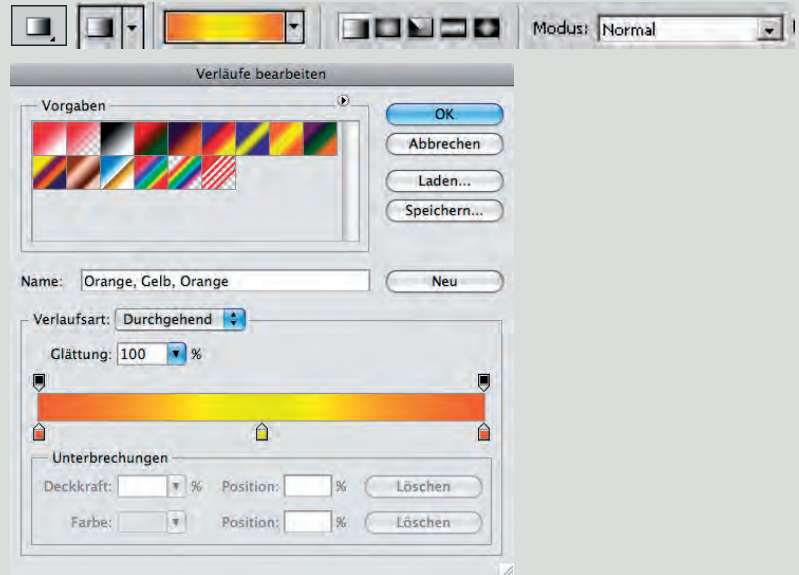 Modus: Normal
Verläufe bearbeiten
Vorgaben
OK
Abbrechen
Laden...
Speichern...
Name: Orange, Gelb, Orange
Neu
Verlaufsart: Durchgehend
Glättung: 100 %
Unterbrechungen
Deckkraft: % Position: % Löschen
Farbe: Position: % Löschen